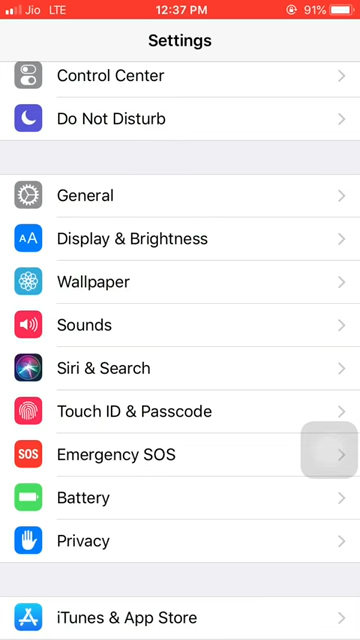 Jio LTE 12:37 PM 91%
Settings
Control Center
Do Not Disturb
General
AA Display & Brightness
Wallpaper
Sounds
Siri & Search
Touch ID & Passcode
SOS Emergency SOS
Battery
Privacy
iTunes & App Store